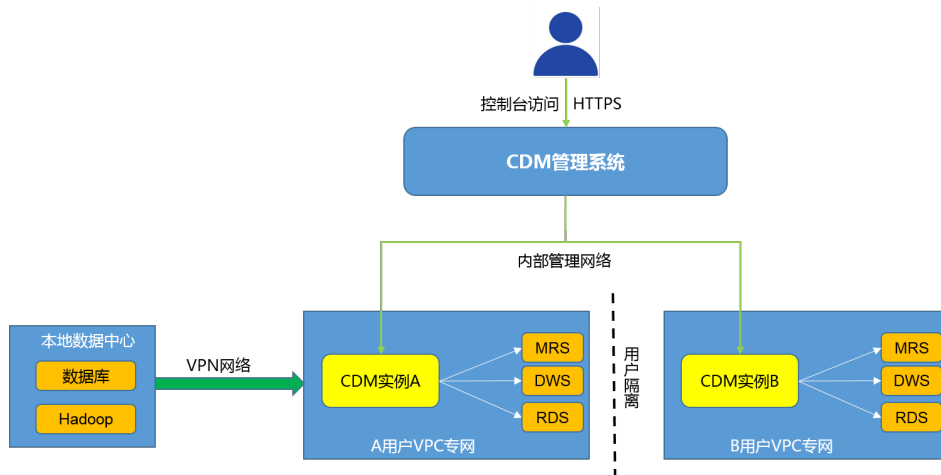 控制台访问 HTTPS
CDM管理系统
内部管理网络
本地数据中心
数据库
Hadoop
VPN网络
CDM实例A
MRS
DWS
RDS
A用户VPC专网
用户隔离
CDM实例B
MRS
DWS
RDS
B用户VPC专网